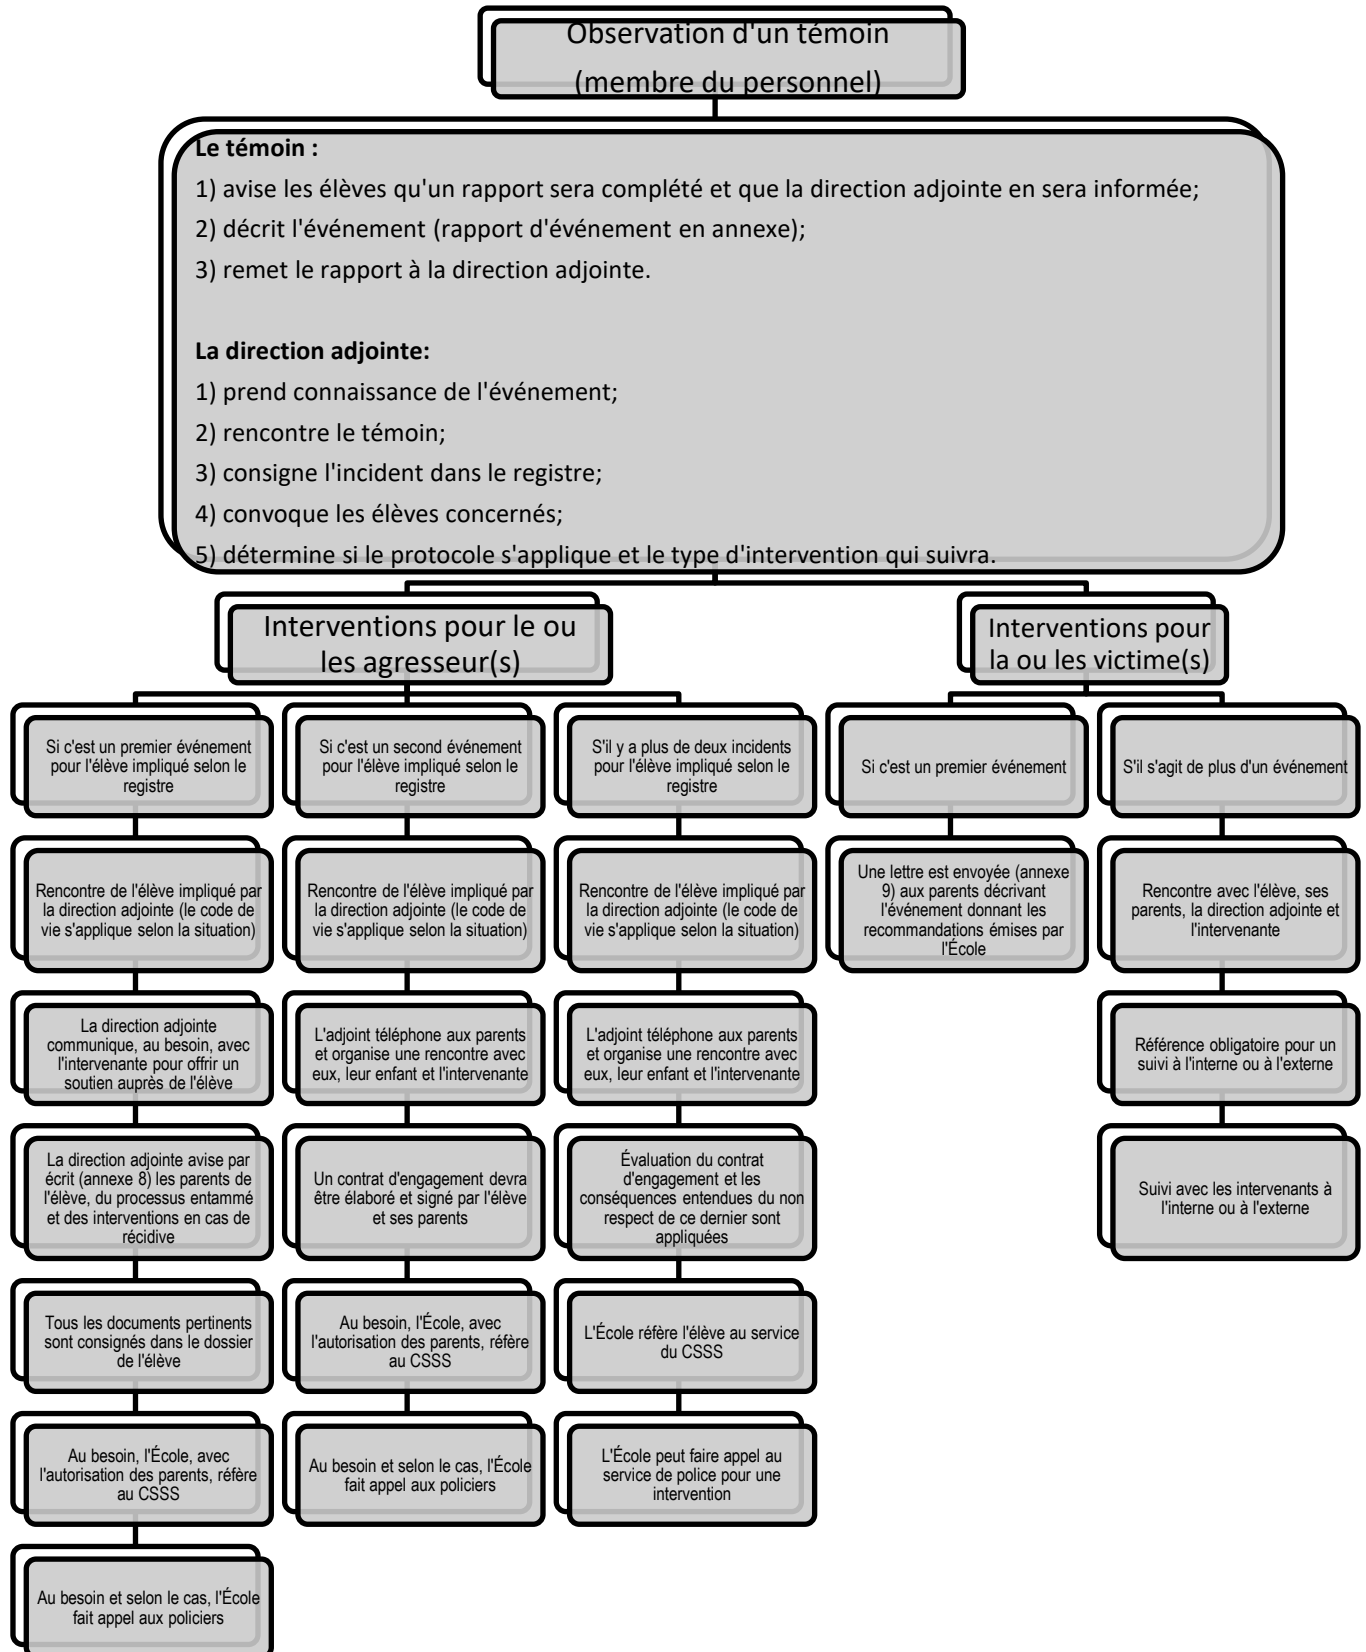 Observation d'un témoin
(membre du personnel)
Le témoin :
1) avise les élèves qu'un rapport sera complété et que la direction adjointe en sera informée;
2) décrit l'événement (rapport d'événement en annexe);
3) remet le rapport à la direction adjointe.
La direction adjointe:
1) prend connaissance de l'événement;
2) rencontre le témoin;
3) consigne l'incident dans le registre;
4) convoque les élèves concernés;
5) détermine si le protocole s'applique et le type d'intervention qui suivra.
Interventions pour le ou
les agresseur(s)
Si c'est un premier événement
pour l'élève impliqué selon le
registre
Rencontre de l'élève impliqué par
la direction adjointe (le code de
vie s'applique selon la situation)
La direction adjointe
communique, au besoin, avec
l'intervenante pour offrir un
soutien auprès de l'élève
La direction adjointe avise par
écrit (annexe 8) les parents de
l'élève, du processus entammé
et des interventions en cas de
récidive
Tous les documents pertinents
sont consignés dans le dossier
de l'élève
Au besoin, l'École, avec
l'autorisation des parents, réfère
au CSSS
Au besoin et selon le cas, l'École
fait appel aux policiers
Si c'est un second événement
pour l'élève impliqué selon le
registre
Rencontre de l'élève impliqué par
la direction adjointe (le code de
vie s'applique selon la situation)
L'adjoint téléphone aux parents
et organise une rencontre avec
eux, leur enfant et l'intervenante
Un contrat d'engagement devra
être élaboré et signé par l'élève
et ses parents
Au besoin, l'École, avec
l'autorisation des parents, réfère
au CSSS
Au besoin et selon le cas, l'École
fait appel aux policiers
S'il y a plus de deux incidents
pour l'élève impliqué selon le
registre
Rencontre de l'élève impliqué par
la direction adjointe (le code de
vie s'applique selon la situation)
L'adjoint téléphone aux parents
et organise une rencontre avec
eux, leur enfant et l'intervenante
Évaluation du contrat
d'engagement et les
conséquences entendues du non
respect de ce dernier sont
appliquées
L'École réfère l'élève au service
du CSSS
L'École peut faire appel au
service de police pour une
intervention
Interventions pour
la ou les victime(s)
Si c'est un premier événement
Une lettre est envoyée (annexe
9) aux parents décrivant
l'événement donnant les
recommandations émises par
l'École
S'il s'agit de plus d'un événement
Rencontre avec l'élève, ses
parents, la direction adjointe et
l'intervenante
Référence obligatoire pour un
suivi à l'interne ou à l'externe
Suivi avec les intervenants à
l'interne ou à l'externe